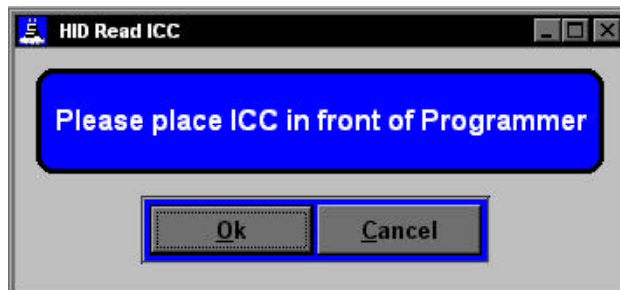 HID Read ICC
Please place ICC in front of Programmer
Ok Cancel